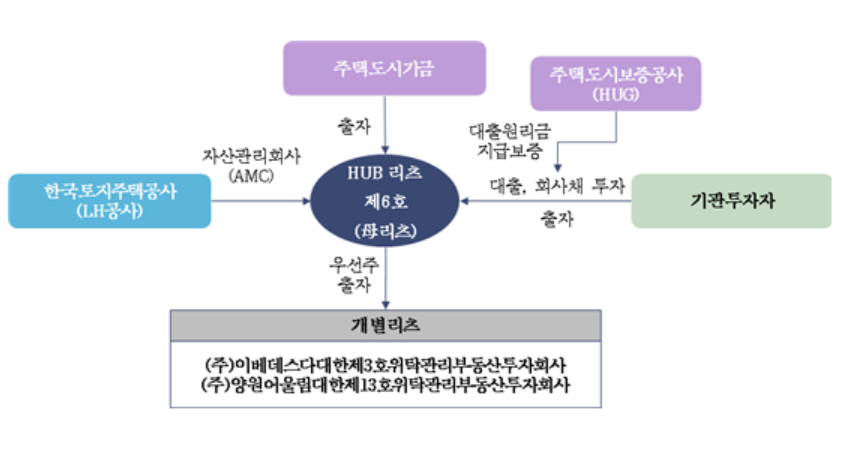 주택도시기금
주택도시보증공사
(HUG)
출자
대출원리금
지급보증
자산관리회사
(AMC)
HUB 리츠
제6호
(母리츠)
한국토지주택공사
(LH공사)
대출, 회사채 투자
출자
기관투자자
우선주
출자
개별리츠
(주)이베데스다대한제3호위탁관리부동산투자회사
(주)양원어울림대한제13호위탁관리부동산투자회사